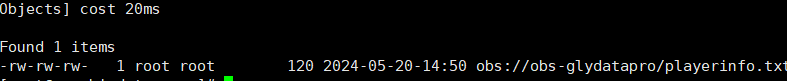 Objects] cost 20ms
Found 1 items
-rw-rw-rw-   1 root root        120 2024-05-20-14:50 obs://obs-glydatapro/playerinfo.txt